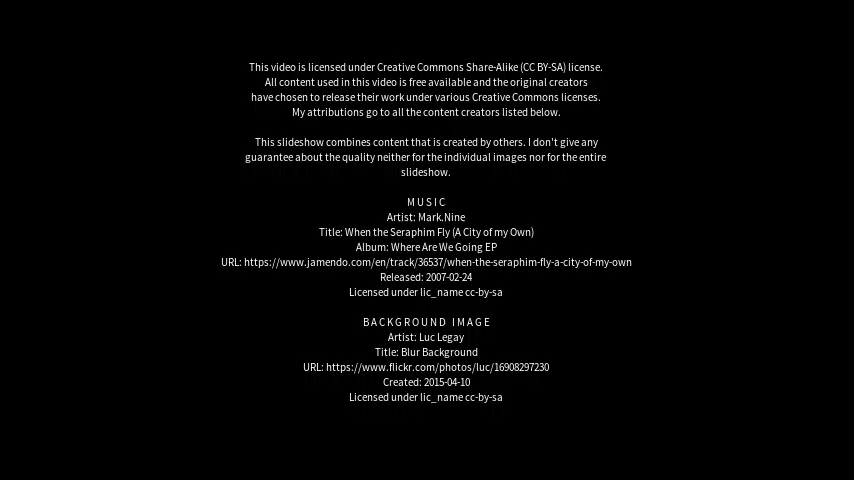 This video is licensed under Creative Commons Share-Alike (CC BY-SA) license.
All content used in this video is free available and the original creators
have chosen to release their work under various Creative Commons licenses.
My attributions go to all the content creators listed below.
This slideshow combines content that is created by others. I don't give any
guarantee about the quality neither for the individual images nor for the entire
slideshow.
MUSIC
Artist: Mark.Nine
Title: When the Seraphim Fly (A City of my Own)
Album: Where Are We Going EP
URL: https://www.jamendo.com/en/track/36537/when-the-seraphim-fly-a-city-of-my-own
Released: 2007-02-24
Licensed under lic_name cc-by-sa
BACKGROUND IMAGE
Artist: Luc Legay
Title: Blur Background
URL: https://www.flickr.com/photos/luc/16908297230
Created: 2015-04-10
Licensed under lic_name cc-by-sa